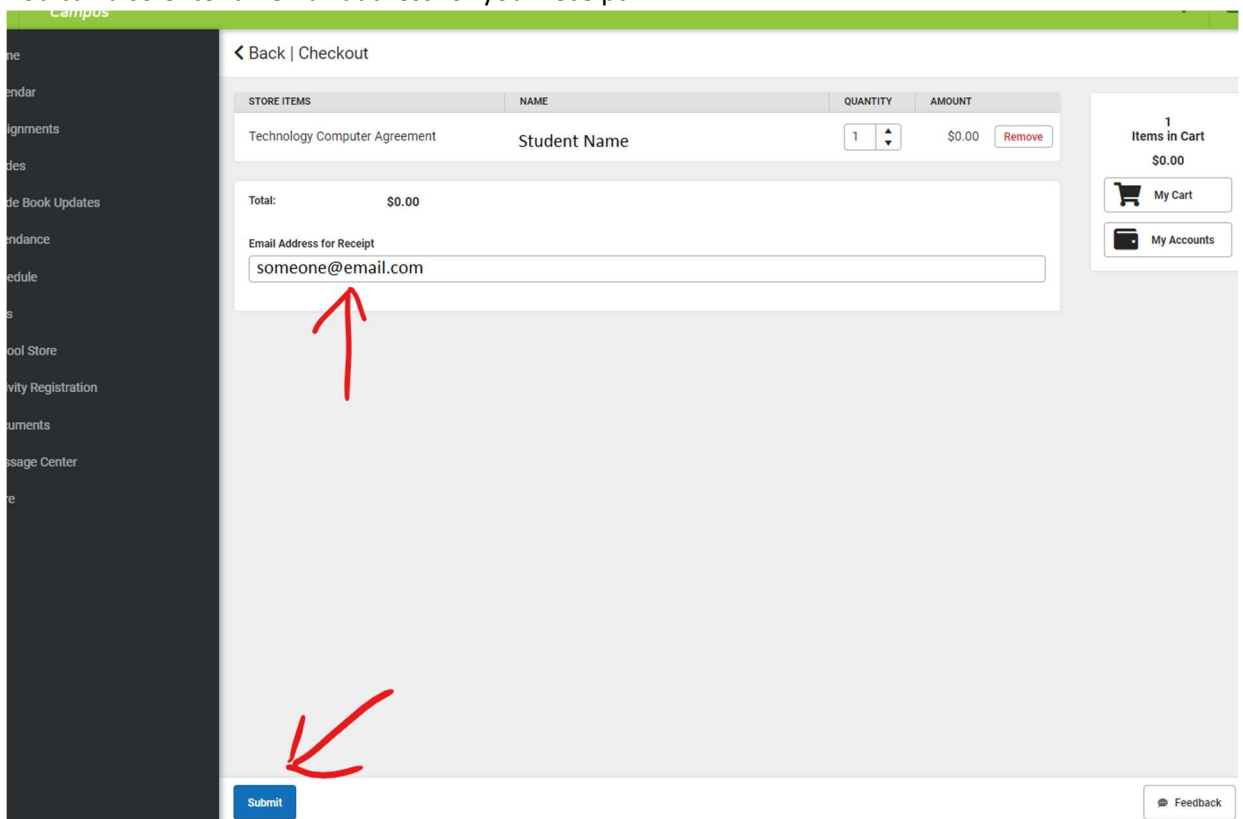 Campus
Back | Checkout
STORE ITEMS NAME QUANTITY AMOUNT
Technology Computer Agreement Student Name 1 $0.00 Remove
Total: $0.00
Email Address for Receipt
someone@email.com
1
Items in Cart
$0.00
My Cart
My Accounts
ne
endar
ignments
des
de Book Updates
endance
edule
s
ool Store
vity Registration
uments
ssage Center
re
Submit
Feedback